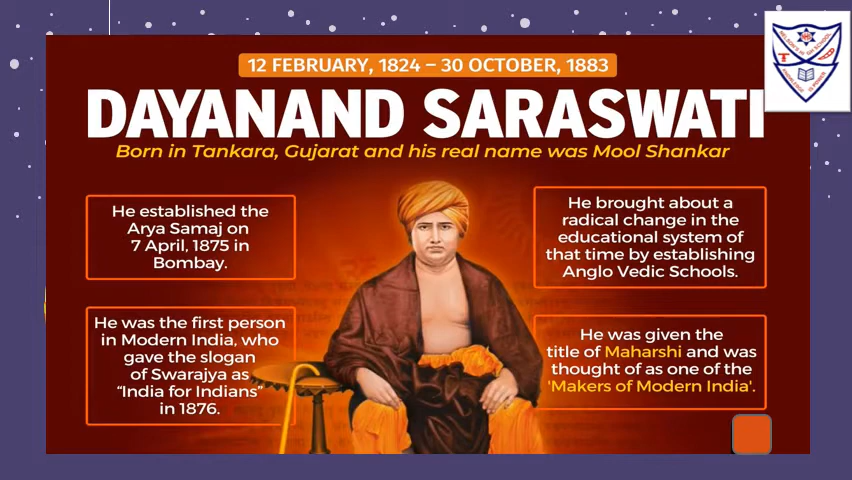 12 FEBRUARY, 1824 – 30 OCTOBER, 1883
DAYANAND SARASWATI
Born in Tankara, Gujarat and his real name was Mool Shankar
He established the
Arya Samaj on
7 April, 1875 in
Bombay.
He was the first person
in Modern India, who
gave the slogan
of Swarajya as
“India for Indians”
in 1876.
He brought about a
radical change in the
educational system of
that time by establishing
Anglo Vedic Schools.
He was given the
title of Maharshi and was
thought of as one of the
'Makers of Modern India'.